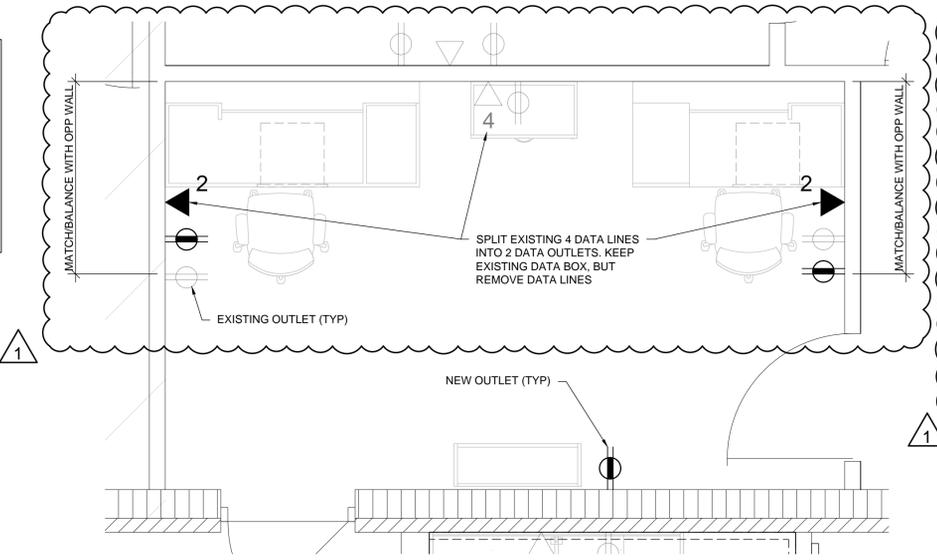 MATCH/BALANCE WITH OPP WALL
MATCH/BALANCE WITH OPP WALL
4
2
2
SPLIT EXISTING 4 DATA LINES
INTO 2 DATA OUTLETS. KEEP
EXISTING DATA BOX, BUT
REMOVE DATA LINES
EXISTING OUTLET (TYP)
1
NEW OUTLET (TYP)
1